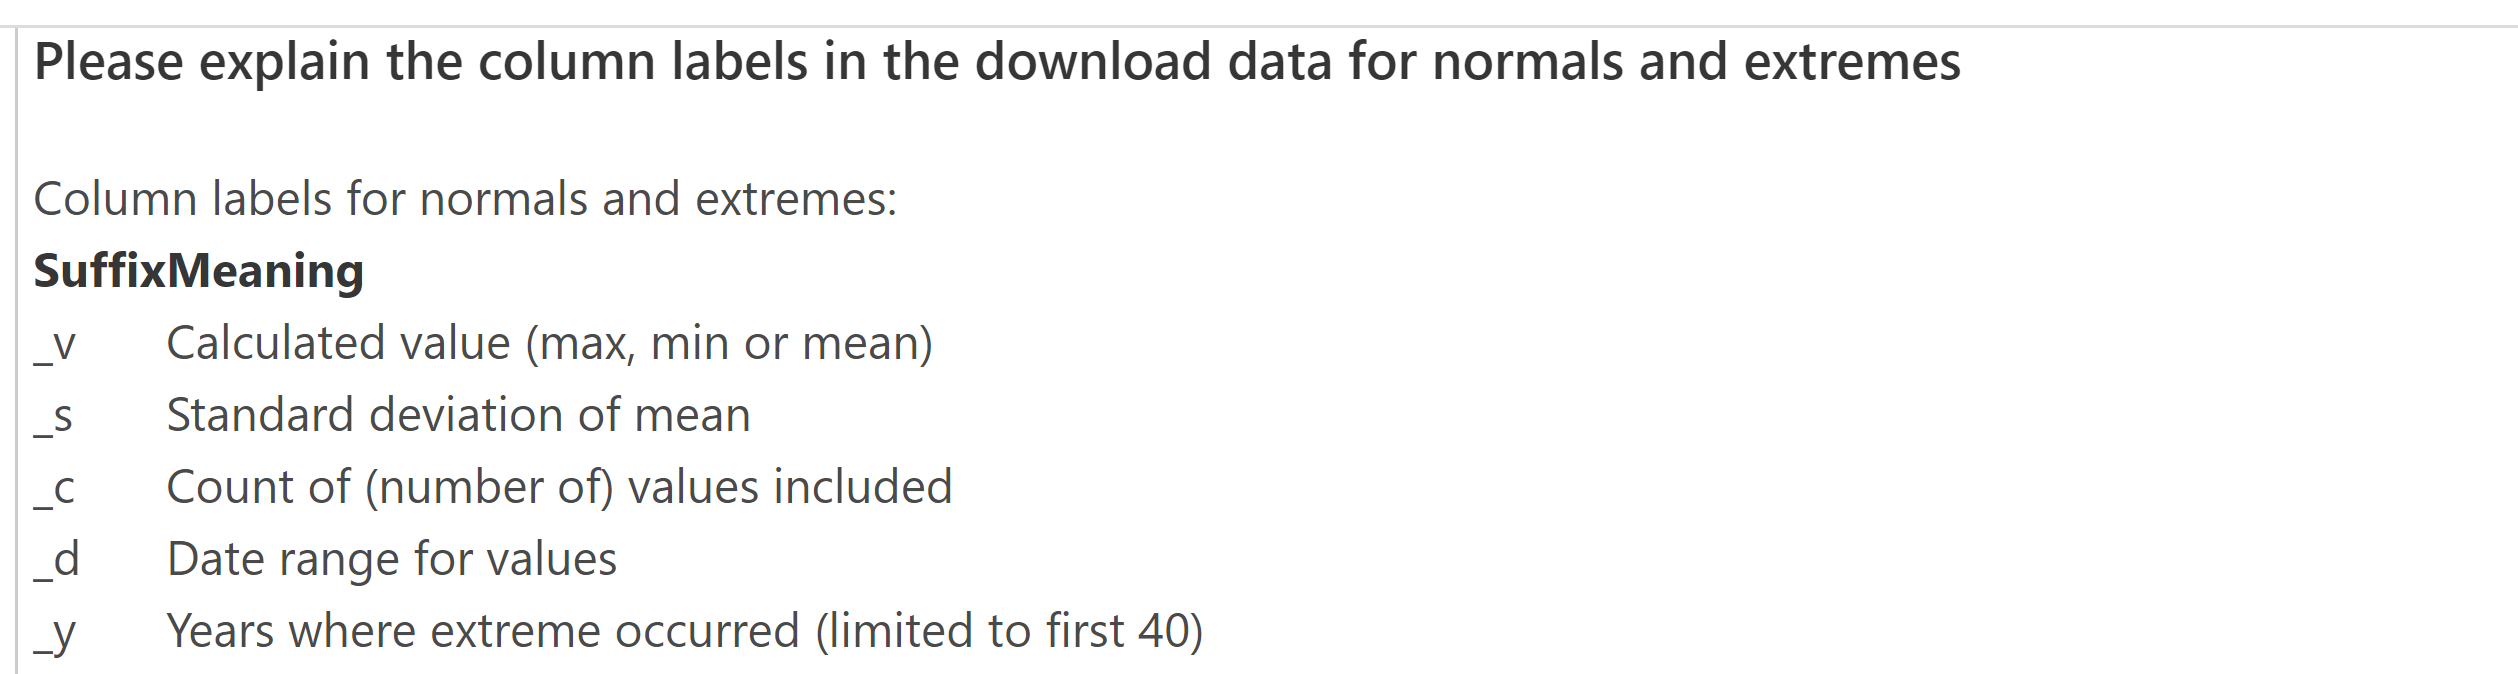 Please explain the column labels in the download data for normals and extremes
Column labels for normals and extremes:
SuffixMeaning
_v Calculated value (max, min or mean)
_s Standard deviation of mean
_c Count of (number of) values included
_d Date range for values
_y Years where extreme occurred (limited to first 40)